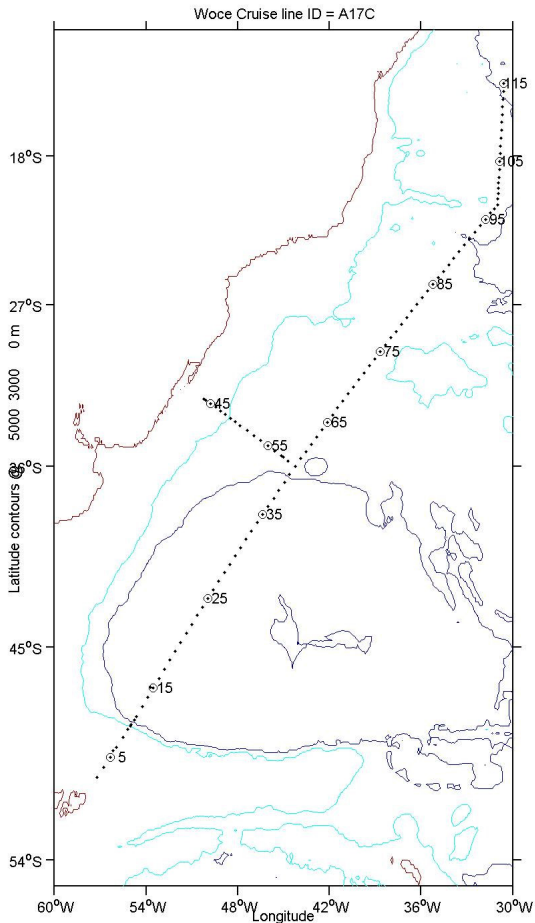 Woce Cruise line ID = A17C
115
18°S
105
95
85
27°S
75
45
65
55
36°S
35
25
45°S
15
5
54°S
60°W 54°W 48°W 42°W 36°W 30°W
Longitude
Latitude contours @ 5000 3000 0 m